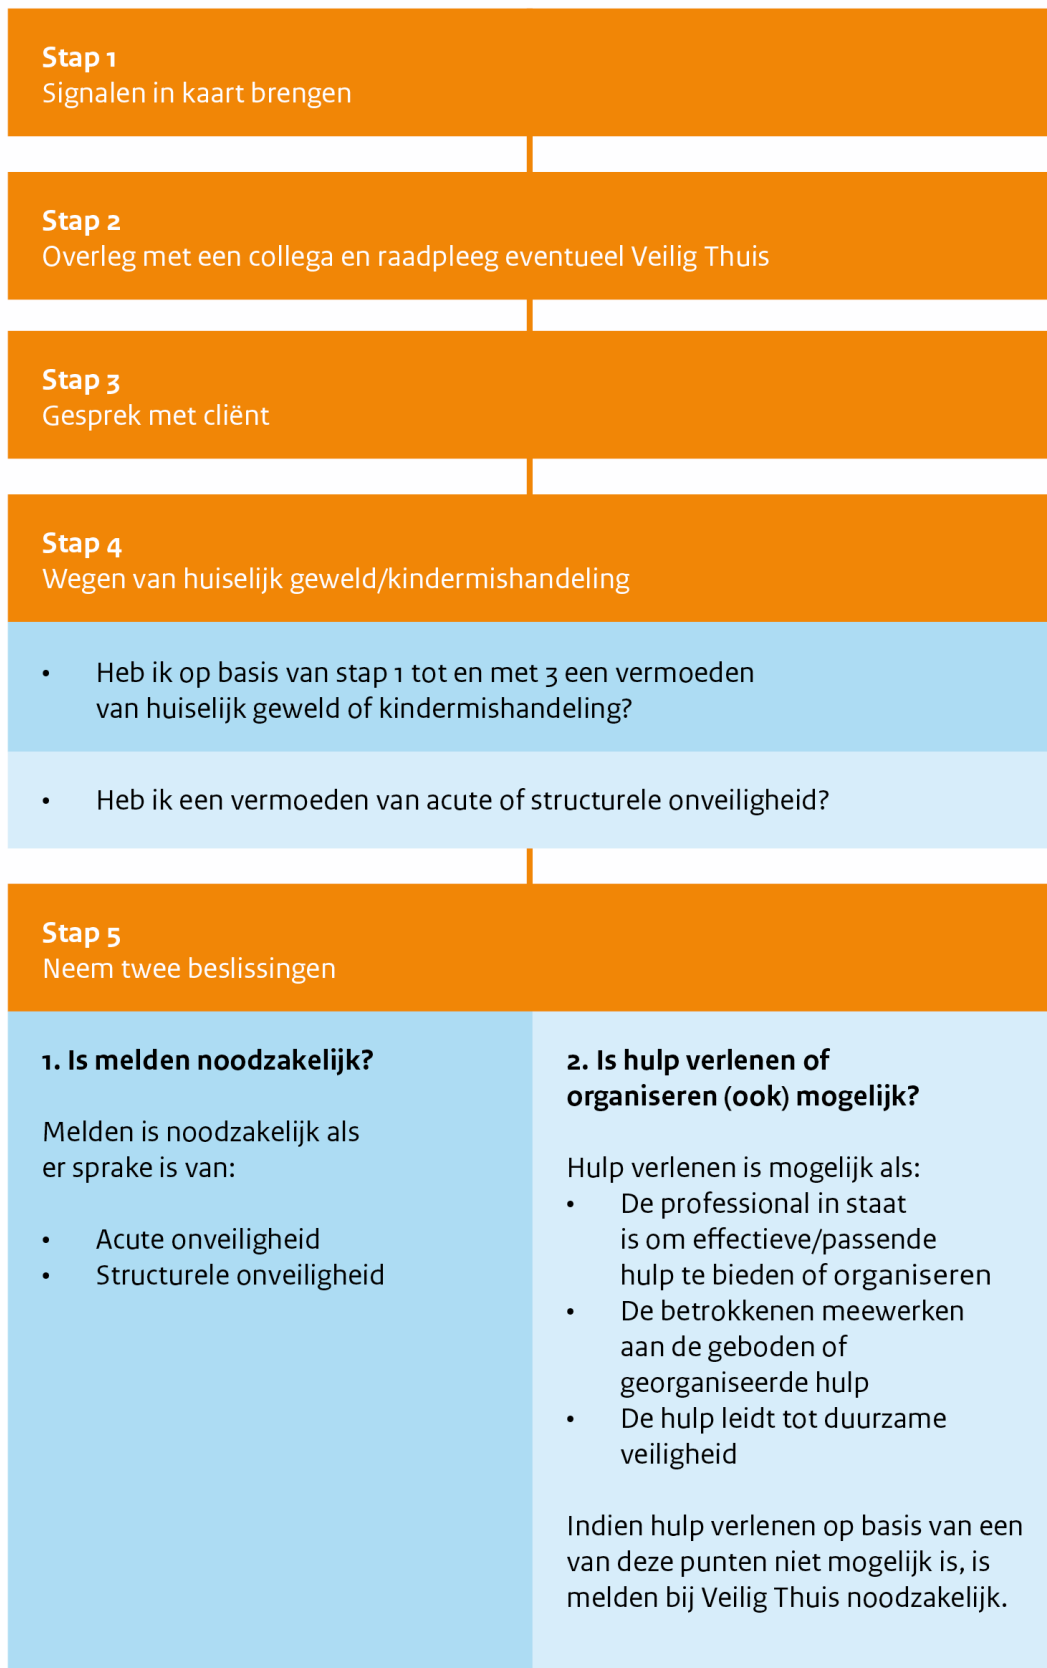 Stap 1
Signalen in kaart brengen
Stap 2
Overleg met een collega en raadpleeg eventueel Veilig Thuis
Stap 3
Gesprek met cliënt
Stap 4
Wegen van huiselijk geweld/kindermishandeling
• Heb ik op basis van stap 1 tot en met 3 een vermoeden
van huiselijk geweld of kindermishandeling?
• Heb ik een vermoeden van acute of structurele onveiligheid?
Stap 5
Neem twee beslissingen
1. Is melden noodzakelijk?
Melden is noodzakelijk als
er sprake is van:
• Acute onveiligheid
• Structurele onveiligheid
2. Is hulp verlenen of
organiseren (ook) mogelijk?
Hulp verlenen is mogelijk als:
• De professional in staat
is om effectieve/passende
hulp te bieden of organiseren
• De betrokkenen meewerken
aan de geboden of
georganiseerde hulp
• De hulp leidt tot duurzame
veiligheid
Indien hulp verlenen op basis van een
van deze punten niet mogelijk is, is
melden bij Veilig Thuis noodzakelijk.